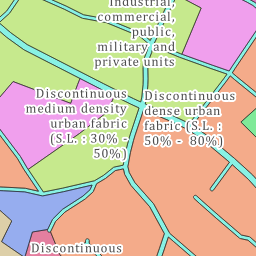 Industrial,
commercial,
public,
military and
private units
Discontinuous
medium density
urban fabric
(S.L. : 30% -
50%)
Discontinuous
dense urban
fabric (S.L. :
50% -  80%)
Discontinuous